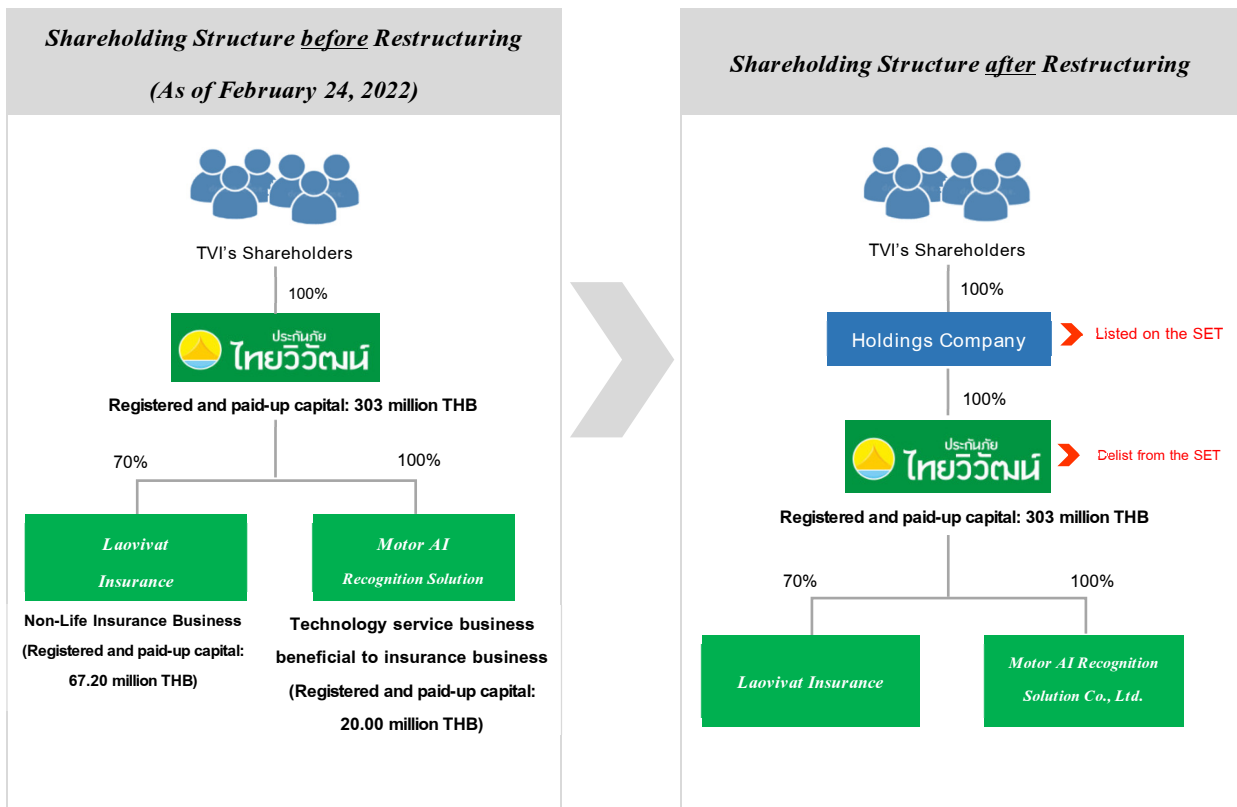 Shareholding Structure before Restructuring
(As of February 24, 2022)
TVI's Shareholders
100%
ประกันภัย
ไทยวิวัฒน์
Registered and paid-up capital: 303 million THB
70%
100%
Laovivat
Insurance
Motor AI
Recognition Solution
Non-Life Insurance Business
(Registered and paid-up capital:
67.20 million THB)
Technology service business
beneficial to insurance business
(Registered and paid-up capital:
20.00 million THB)
Shareholding Structure after Restructuring
TVI's Shareholders
100%
Holdings Company
Listed on the SET
100%
ประกันภัย
ไทยวิวัฒน์
Delist from the SET
Registered and paid-up capital: 303 million THB
70%
100%
Laovivat Insurance
Motor AI Recognition
Solution Co., Ltd.